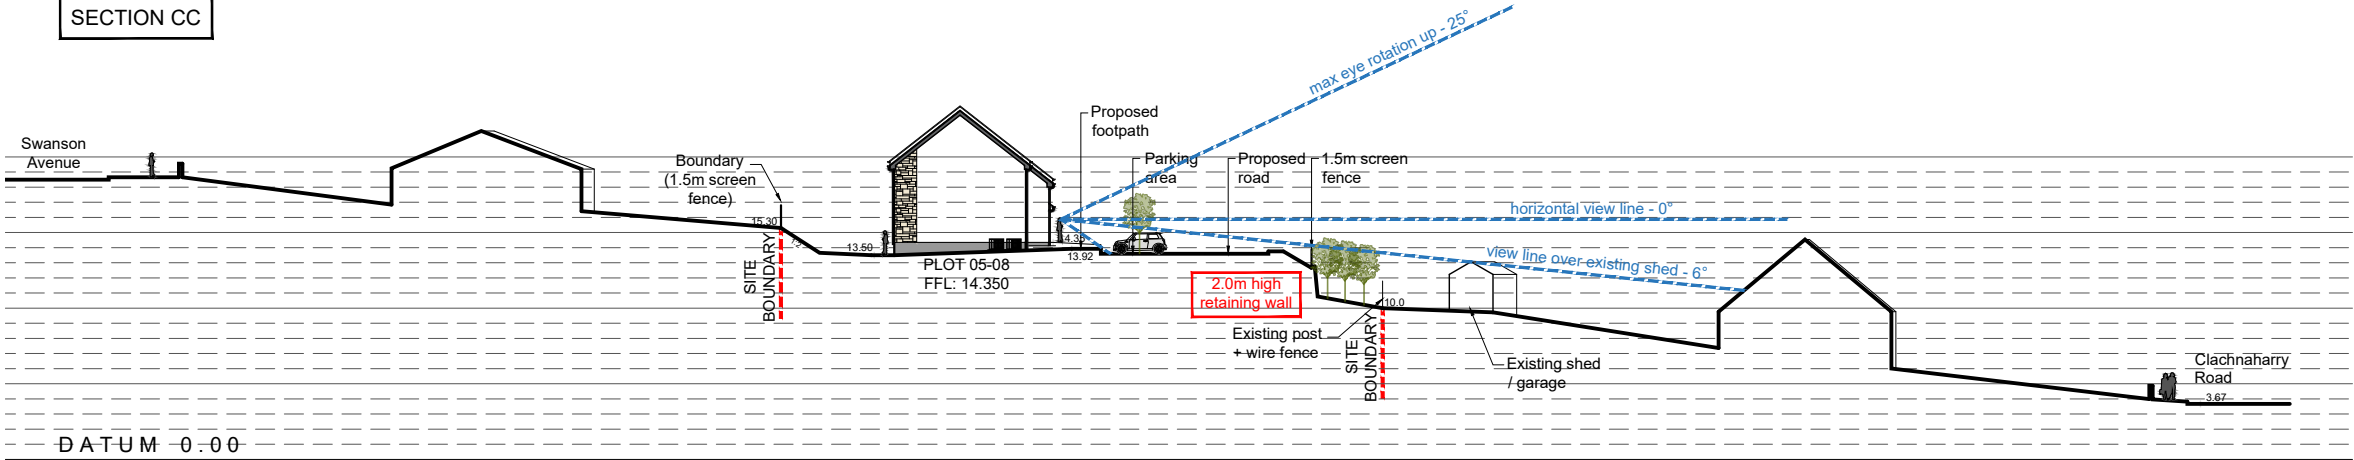 SECTION CC
max eye rotation up - 25°
Swanson
Avenue
Boundary
(1.5m screen
fence)
Proposed
footpath
Parking
area
Proposed
road
1.5m screen
fence
horizontal view line - 0°
view line over existing shed - 6°
15.30
13.50
13.92
PLOT 05-08
FFL: 14.350
SITE
BOUNDARY
2.0m high
retaining wall
10.0
Existing post
+ wire fence
SITE
BOUNDARY
Existing shed
/ garage
Clachnaharry
Road
3.67
DATUM 0.00